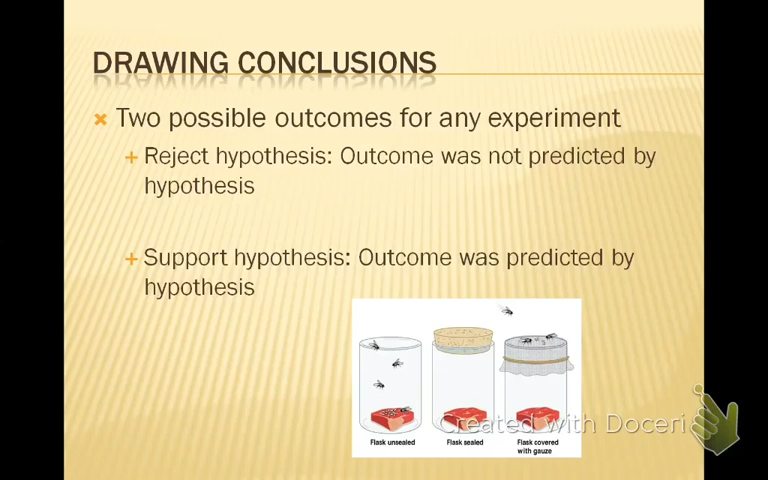 DRAWING CONCLUSIONS
Two possible outcomes for any experiment
Reject hypothesis: Outcome was not predicted by
hypothesis
Support hypothesis: Outcome was predicted by
hypothesis
Created with Doceri
Flask unsealed
Flask sealed
Flask covered
with gauze